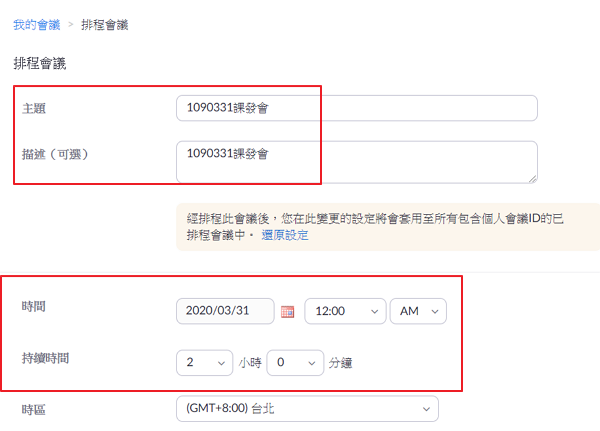 我的會議 > 排程會議
排程會議
主題 1090331課發會
描述（可選） 1090331課發會
經排程此會議後，您在此變更的設定將會套用至所有包含個人會議ID的已
排程會議中。 還原設定
時間 2020/03/31 12:00 AM
持續時間 2 小時 0 分鐘
時區 (GMT+8:00) 台北